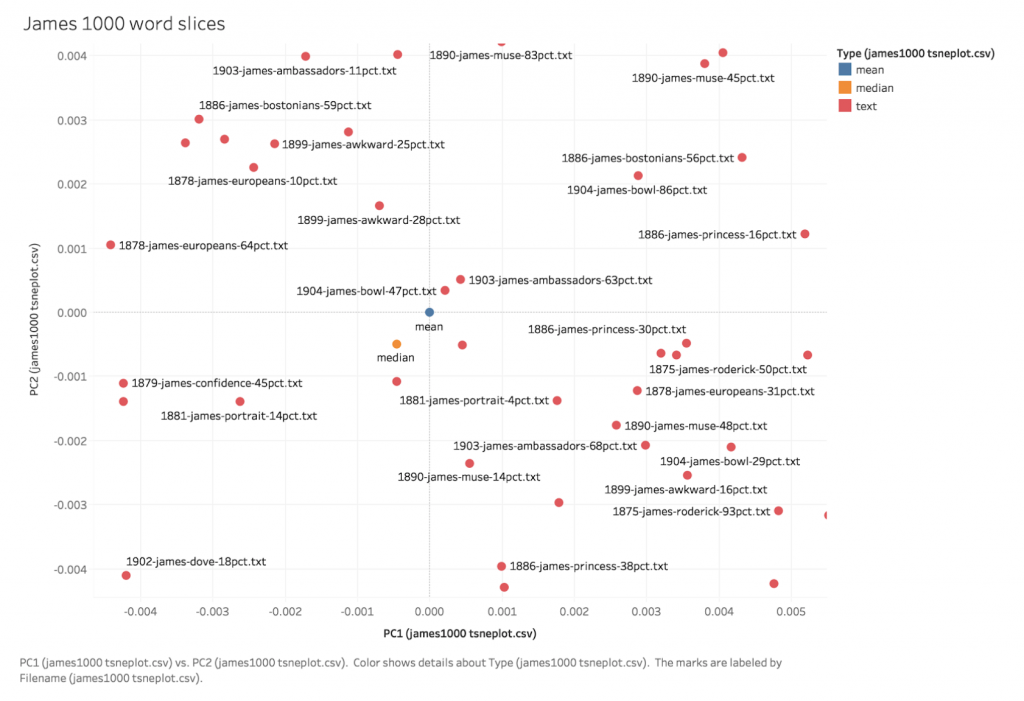 James 1000 word slices
Type (james1000 tsneplot.csv)
mean
median
text
PC2 (james1000 tsneplot.csv)
0.004
0.003
0.002
0.001
0.000
-0.001
-0.002
-0.003
-0.004
1890-james-muse-83pct.txt
1903-james-ambassadors-11pct.txt
1890-james-muse-45pct.txt
1886-james-bostonians-59pct.txt
1899-james-awkward-25pct.txt
1886-james-bostonians-56pct.txt
1878-james-europeans-10pct.txt
1904-james-bowl-86pct.txt
1899-james-awkward-28pct.txt
1886-james-princess-16pct.txt
1878-james-europeans-64pct.txt
1903-james-ambassadors-63pct.txt
1904-james-bowl-47pct.txt
mean
1886-james-princess-30pct.txt
median
1875-james-roderick-50pct.txt
1879-james-confidence-45pct.txt
1878-james-europeans-31pct.txt
1881-james-portrait-4pct.txt
1881-james-portrait-14pct.txt
1890-james-muse-48pct.txt
1903-james-ambassadors-68pct.txt
1904-james-bowl-29pct.txt
1890-james-muse-14pct.txt
1899-james-awkward-16pct.txt
1875-james-roderick-93pct.txt
1902-james-dove-18pct.txt
1886-james-princess-38pct.txt
-0.004
-0.003
-0.002
-0.001
0.000
0.001
0.002
0.003
0.004
0.005
PC1 (james1000 tsneplot.csv)
PC1 (james1000 tsneplot.csv) vs. PC2 (james1000 tsneplot.csv). Color shows details about Type (james1000 tsneplot.csv). The marks are labeled by
Filename (james1000 tsneplot.csv).